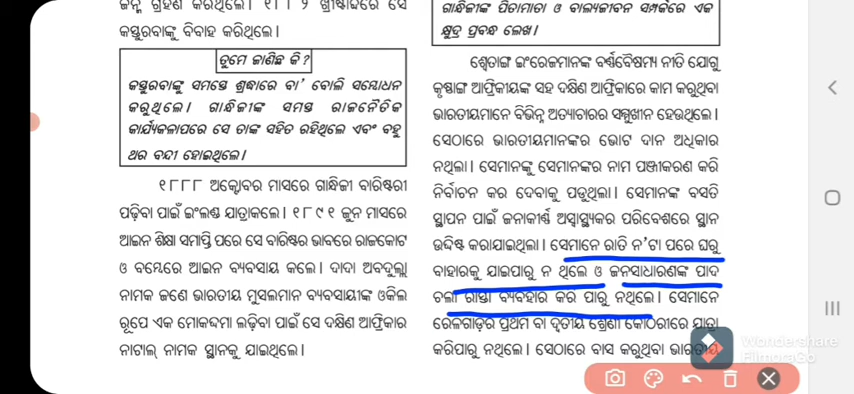 ଜନ୍ମ ଗ୍ରହଣ କରିଥିଲେ। ୧୮୮୨ ଖ୍ରୀଷ୍ଟାବ୍ଦରେ ସେ
କସ୍ତୁରବାଙ୍କୁ ବିବାହ କରିଥିଲେ।
ତୁମେ ଜାଣିଛ କି ?
କସ୍ତୁରବାଙ୍କୁ ସମସ୍ତେ ଶ୍ରଦ୍ଧାରେ ବା' ବୋଲି ସମ୍ବୋଧନ
କରୁଥିଲେ। ଗାନ୍ଧିଜୀଙ୍କ ସମସ୍ତ ରାଜନୈତିକ
କାର୍ଯ୍ୟକଳାପରେ ସେ ତାଙ୍କ ସହିତ ରହିଥିଲେ ଏବଂ ବହୁ
ଥର ବନ୍ଦୀ ହୋଇଥିଲେ।
୧୮୮୮ ଅକ୍ଟୋବର ମାସରେ ଗାନ୍ଧିଜୀ ବାରିଷ୍ଟରୀ
ପଢ଼ିବା ପାଇଁ ଇଂଲଣ୍ଡ ଯାତ୍ରାକଲେ। ୧୮୯୧ ଜୁନ ମାସରେ
ଆଇନ ଶିକ୍ଷା ସମାପ୍ତି ପରେ ସେ ବାରିଷ୍ଟର ଭାବରେ ରାଜକୋଟ
ଓ ବମ୍ବେରେ ଆଇନ ବ୍ୟବସାୟ କଲେ। ଦାଦା ଅବଦୁଲ୍ଲା
ନାମକ ଜଣେ ଭାରତୀୟ ମୁସଲମାନ ବ୍ୟବସାୟୀଙ୍କ ଓକିଲ
ରୂପେ ଏକ ମୋକଦ୍ଦମା ଲଢ଼ିବା ପାଇଁ ସେ ଦକ୍ଷିଣ ଆଫ୍ରିକାର
ନାଟାଲ୍ ନାମକ ସ୍ଥାନକୁ ଯାଇଥିଲେ।
ଗାନ୍ଧିଜୀଙ୍କ ପିତାମାତା ଓ ବାଲ୍ୟଜୀବନ ସମ୍ପର୍କରେ ଏକ
କ୍ଷୁଦ୍ର ପ୍ରବନ୍ଧ ଲେଖ।
ଶ୍ୱେତାଙ୍ଗ ଇଂରେଜମାନଙ୍କ ବର୍ଣ୍ଣବୈଷମ୍ୟ ନୀତି ଯୋଗୁ
କୃଷ୍ଣାଙ୍ଗ ଆଫ୍ରିକୀୟଙ୍କ ସହ ଦକ୍ଷିଣ ଆଫ୍ରିକାରେ କାମ କରୁଥିବା
ଭାରତୀୟମାନେ ବିଭିନ୍ନ ଅତ୍ୟାଚାରର ସମ୍ମୁଖୀନ ହେଉଥିଲେ।
ସେଠାରେ ଭାରତୀୟମାନଙ୍କର ଭୋଟ ଦାନ ଅଧିକାର
ନଥିଲା। ସେମାନଙ୍କୁ ସେମାନଙ୍କର ନାମ ପଞ୍ଜୀକରଣ କରି
ନିର୍ବାଚନ କର ଦେବାକୁ ପଡୁଥିଲା। ସେମାନଙ୍କ ବସତି
ସ୍ଥାପନ ପାଇଁ ଜନାକୀର୍ଣ୍ଣ ଅସ୍ୱାସ୍ଥ୍ୟକର ପରିବେଶରେ ସ୍ଥାନ
ଉଦ୍ଦିଷ୍ଟ କରାଯାଇଥିଲା। ସେମାନେ ରାତି ନ'ଟା ପରେ ଘରୁ
ବାହାରକୁ ଯାଇପାରୁ ନ ଥିଲେ ଓ ଜନସାଧାରଣଙ୍କ ପାଦ
ଚଲା ରାସ୍ତା ବ୍ୟବହାର କରି ପାରୁ ନଥିଲେ। ସେମାନେ
ରେଳଗାଡ଼ିର ପ୍ରଥମ ବା ଦ୍ୱିତୀୟ ଶ୍ରେଣୀ କୋଠରୀରେ ଯାତ୍ରା
କରିପାରୁ ନଥିଲେ। ସେଠାରେ ବାସ କରୁଥିବା ଭାରତୀୟ
Wondershare
FilmoraGo